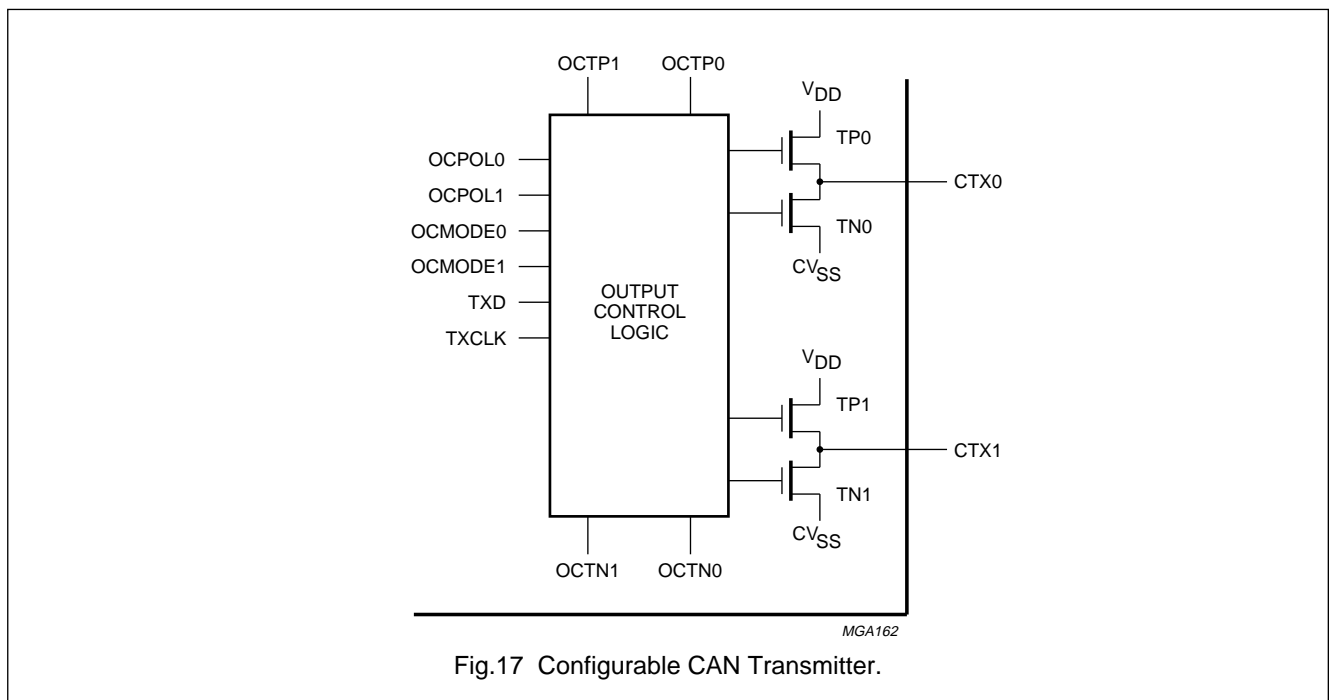 OCTP1 OCTP0
VDD
TP0
OCPOL0
OCPOL1
CTX0
OCMODE0
TN0
OCMODE1
CVSS
TXD
OUTPUT
CONTROL
LOGIC
TXCLK
VDD
TP1
CTX1
TN1
CVSS
OCTN1 OCTN0
MGA162
Fig.17 Configurable CAN Transmitter.